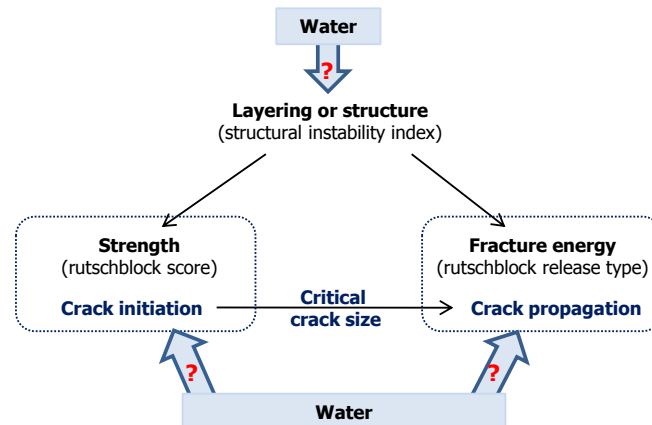 Water
?
Layering or structure
(structural instability index)
Strength
(rutschblock score)
Crack initiation
Critical
crack size
Fracture energy
(rutschblock release type)
Crack propagation
?
?
Water